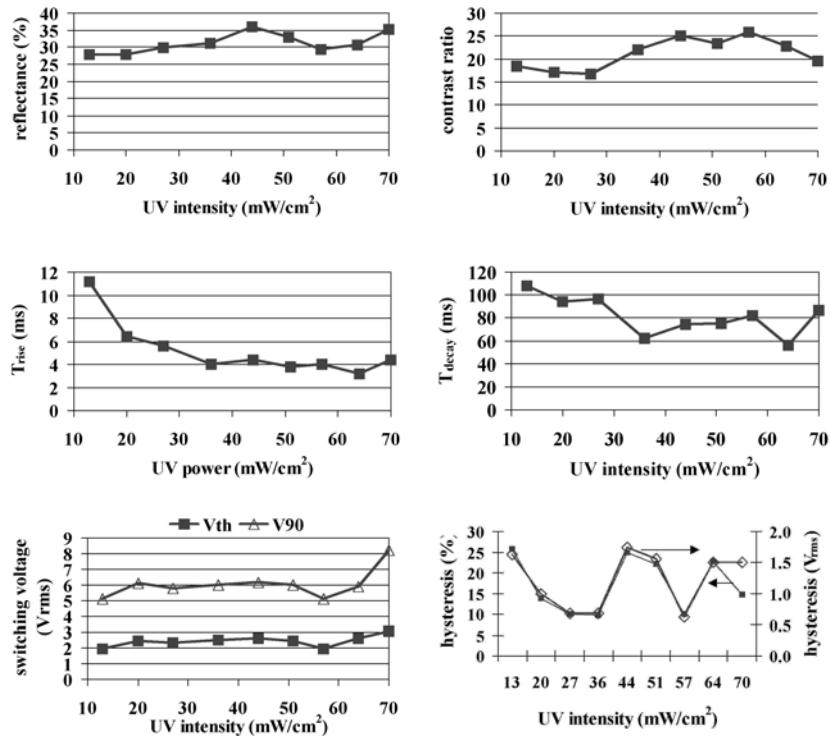 reflectance (%)
40
35
30
25
20
15
10
5
0
10 20 30 40 50 60 70
UV intensity (mW/cm²)
contrast ratio
30
25
20
15
10
5
0
10 20 30 40 50 60 70
UV intensity (mW/cm²)
Trise (ms)
12
10
8
6
4
2
0
10 20 30 40 50 60 70
UV power (mW/cm²)
Tdecay (ms)
120
100
80
60
40
20
0
10 20 30 40 50 60 70
UV intensity (mW/cm²)
Vth V90
switching voltage
(Vrms)
9
8
7
6
5
4
3
2
1
0
10 20 30 40 50 60 70
UV intensity (mW/cm²)
hysteresis (%)
30
25
20
15
10
5
0
2.0
1.5
1.0
0.5
0.0
hysteresis (Vrms)
13 20 27 36 44 51 57 64 70
UV intensity (mW/cm²)